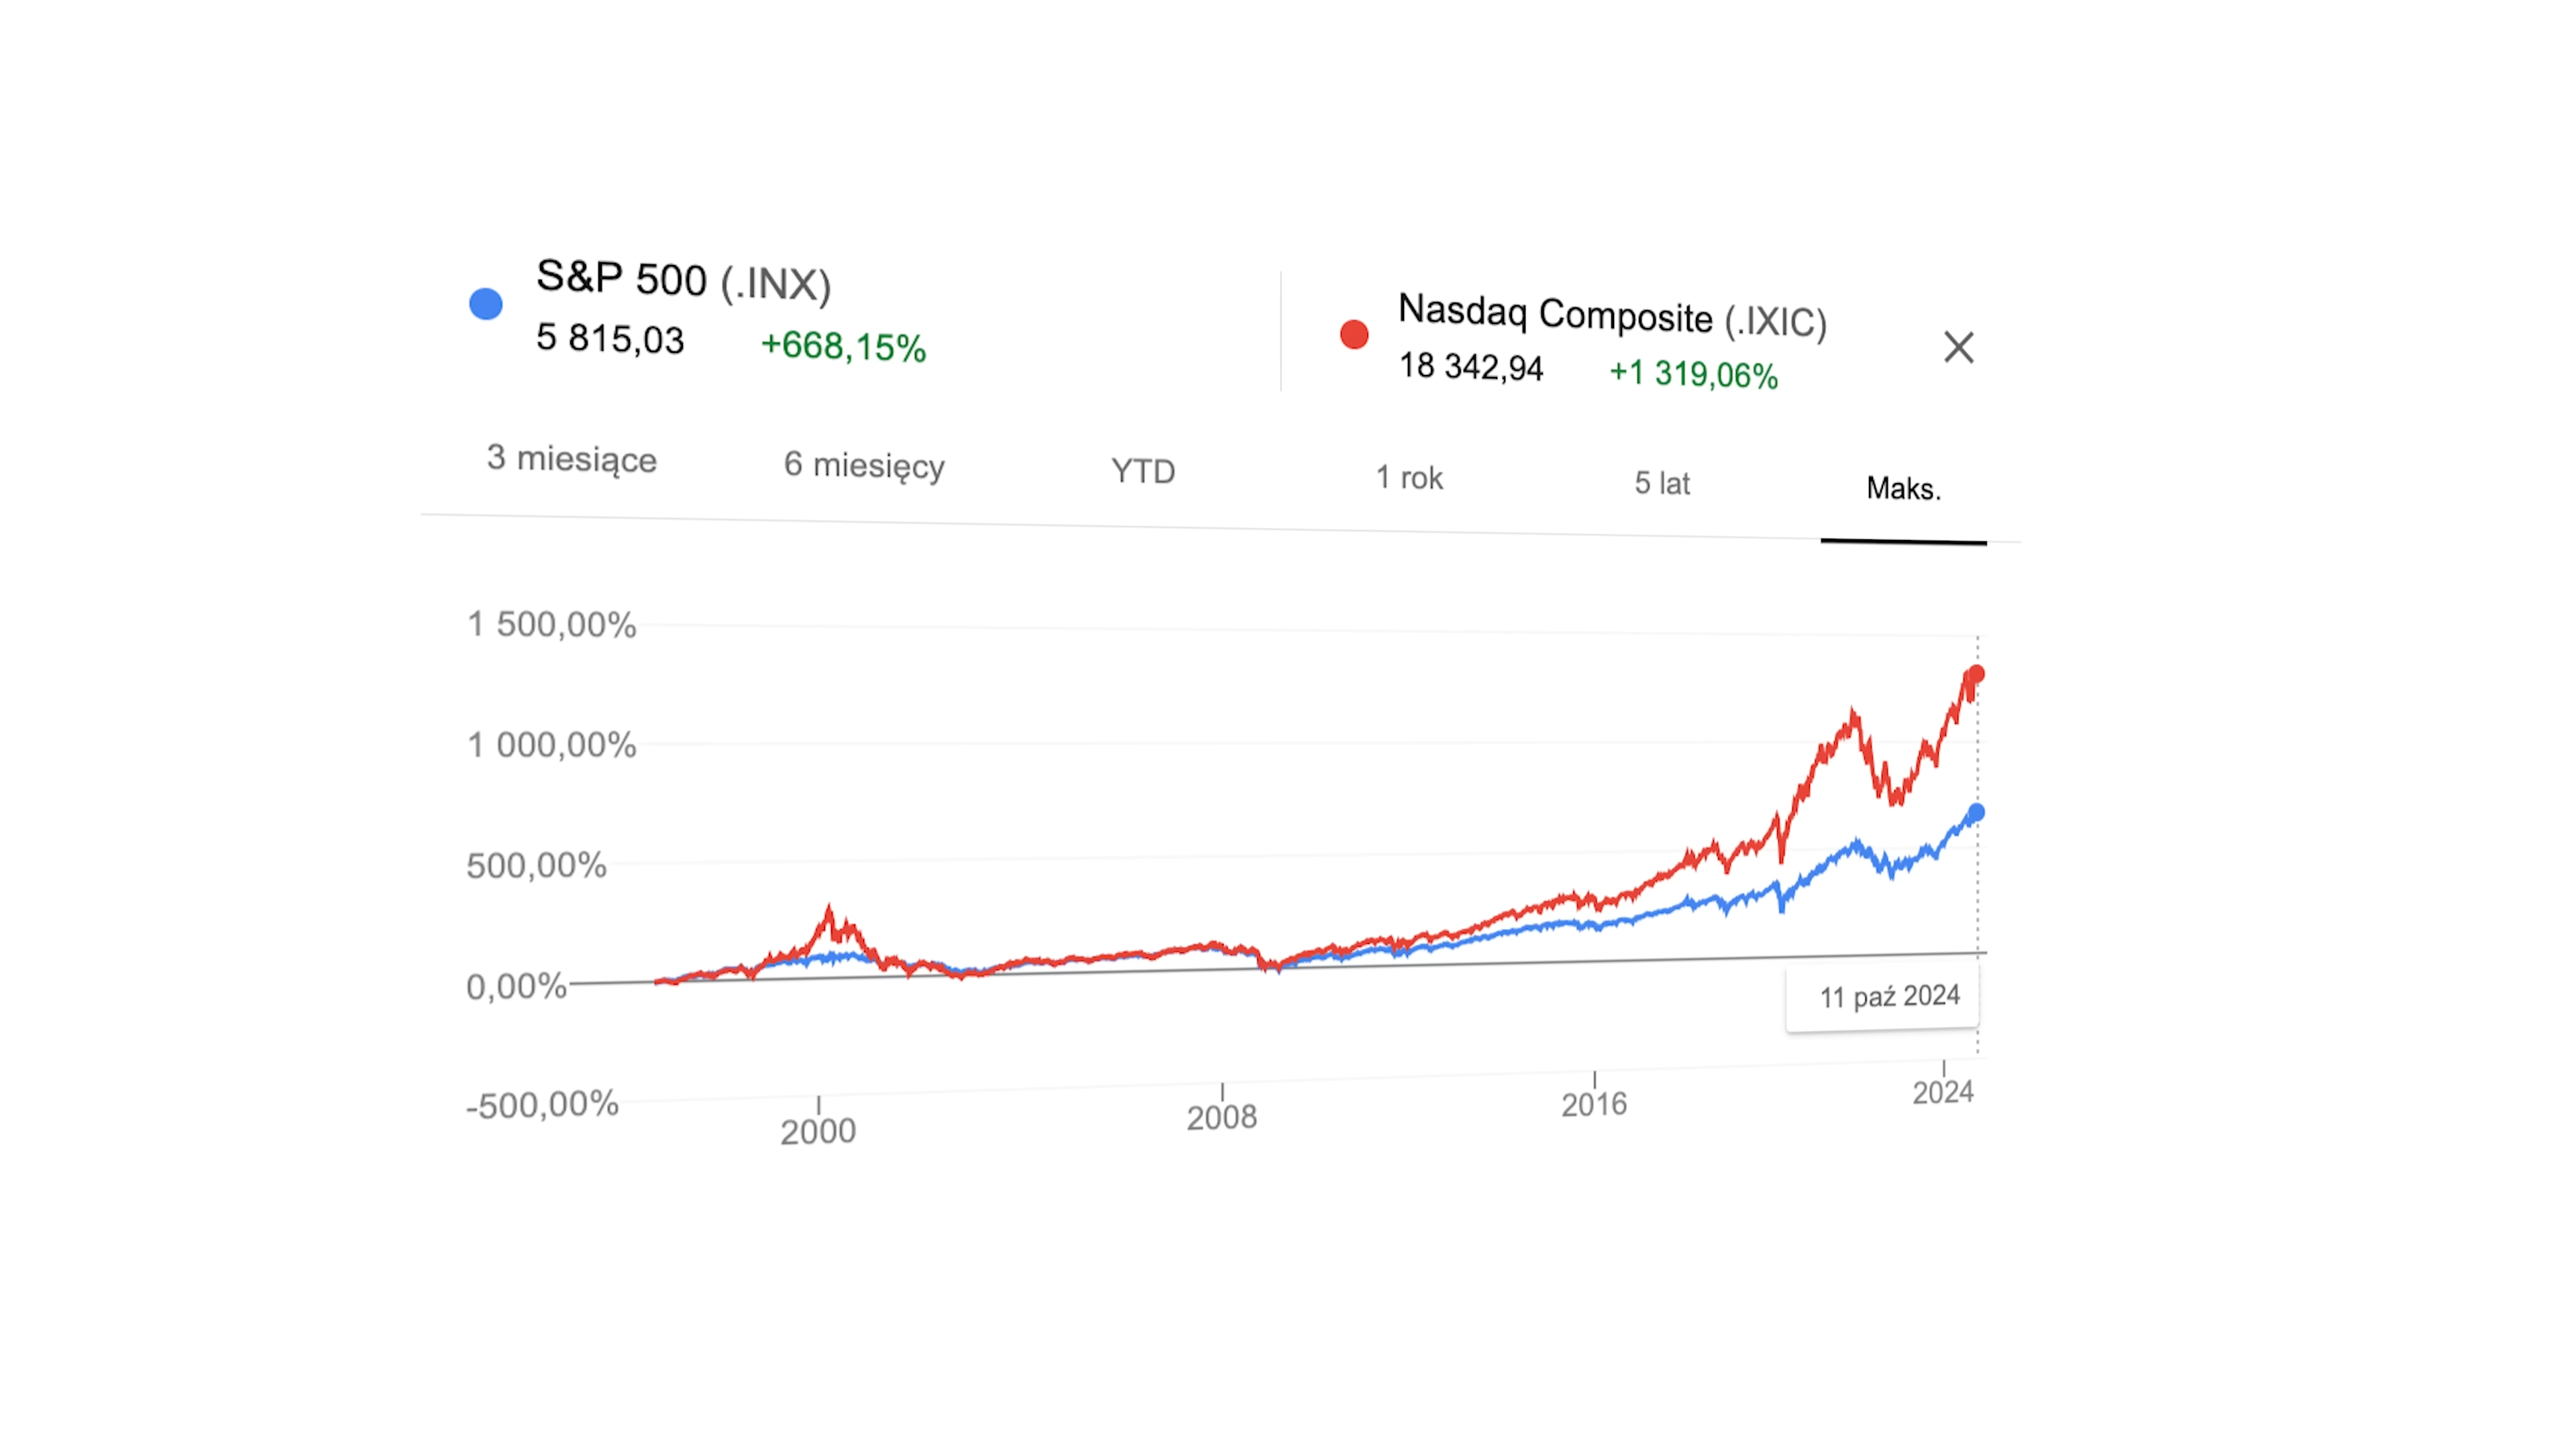 S&P 500 (.INX)
5 815,03 +668,15%
Nasdaq Composite (.IXIC)
18 342,94 +1 319,06%
3 miesiące 6 miesięcy YTD 1 rok 5 lat Maks.
1 500,00%
1 000,00%
500,00%
0,00%
11 paź 2024
-500,00%
2000 2008 2016 2024